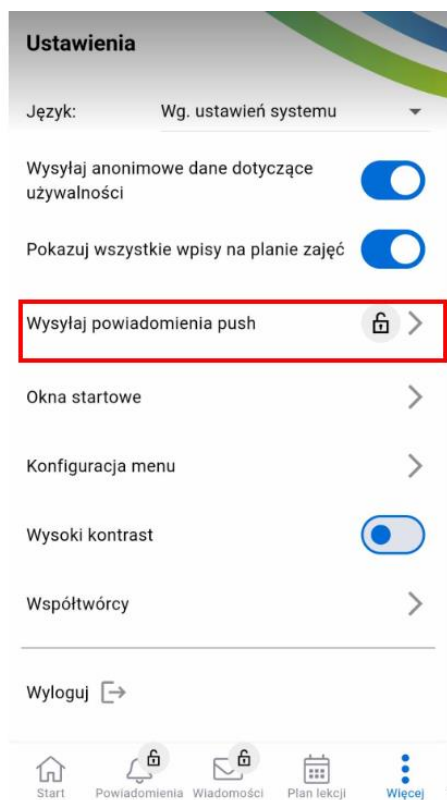 Ustawienia
Język: Wg. ustawień systemu
Wysyłaj anonimowe dane dotyczące
używalności
Pokazuj wszystkie wpisy na planie zajęć
Wysyłaj powiadomienia push
Okna startowe
Konfiguracja menu
Wysoki kontrast
Współtwórcy
Wyloguj
Start Powiadomienia Wiadomości Plan lekcji Więcej